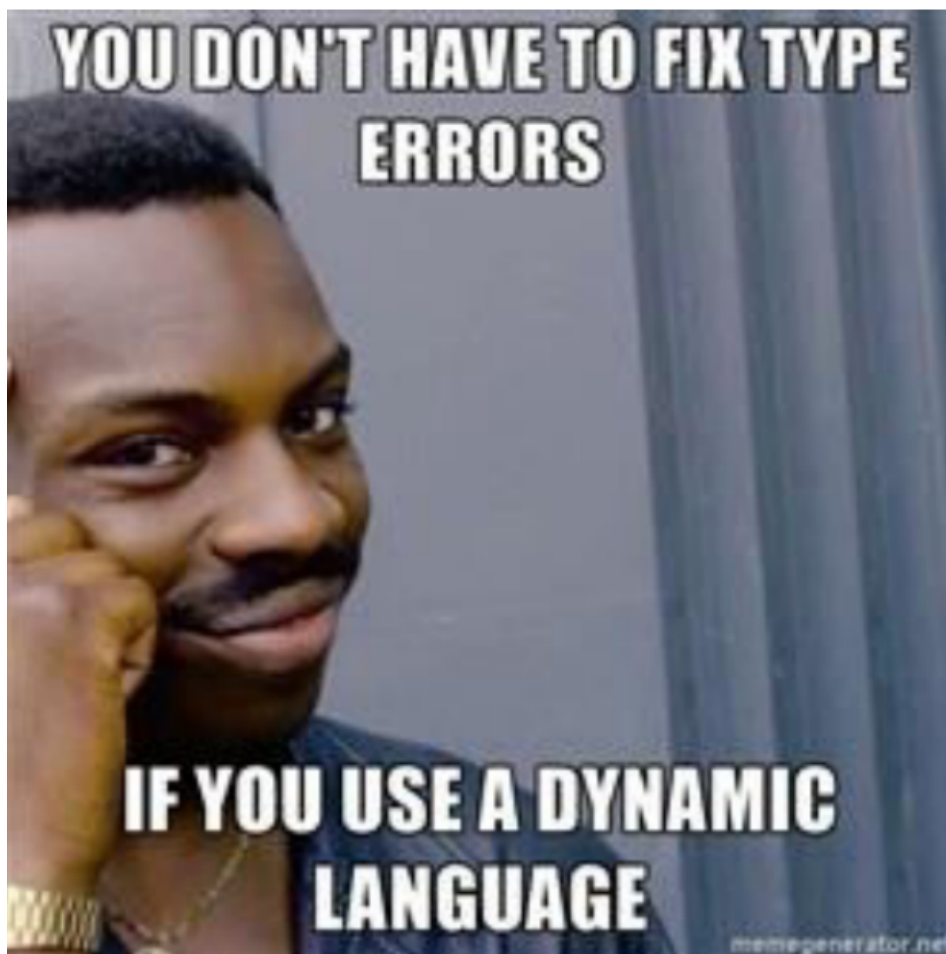 YOU DON'T HAVE TO FIX TYPE
ERRORS
IF YOU USE A DYNAMIC
LANGUAGE
memegenerator.net